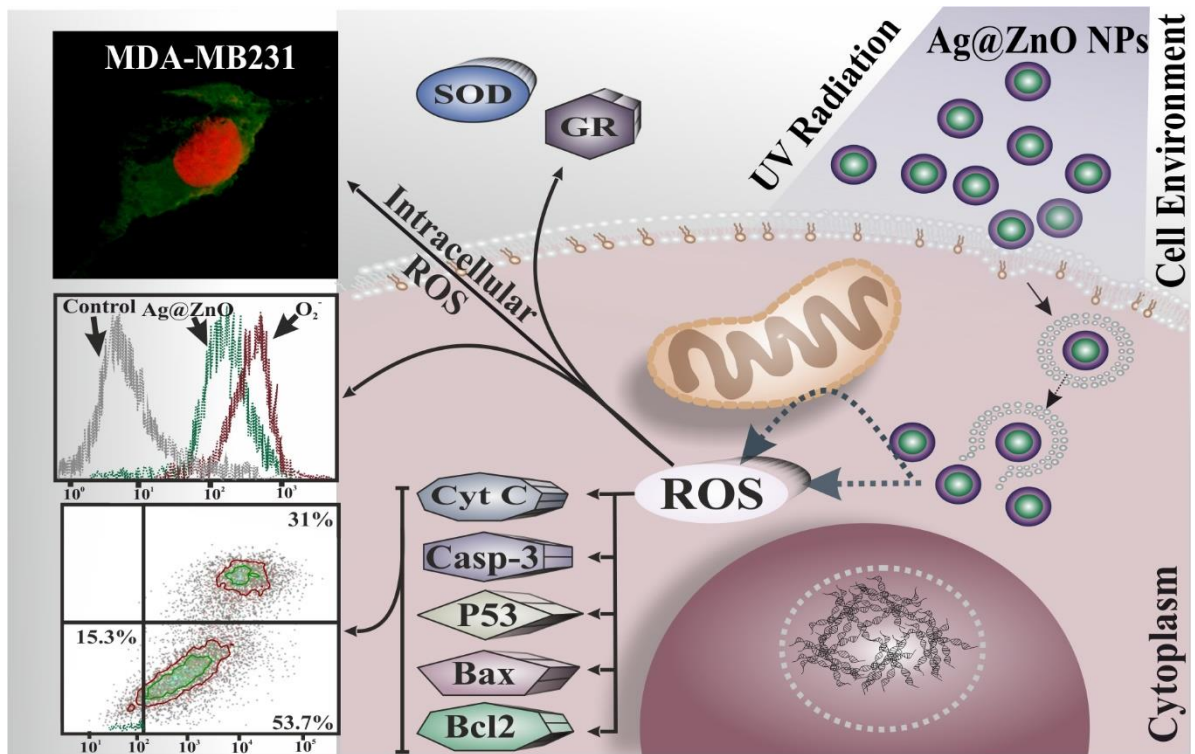 MDA-MB231
SOD
GR
UV Radiation
Ag@ZnO NPs
Cell Environment
Intracellular
ROS
Control
Ag@ZnO
O₂⁻
10⁰ 10¹ 10² 10³
31%
15.3%
53.7%
10¹ 10² 10³ 10⁴ 10⁵
Cyt C
Casp-3
P53
Bax
Bcl2
ROS
Cytoplasm